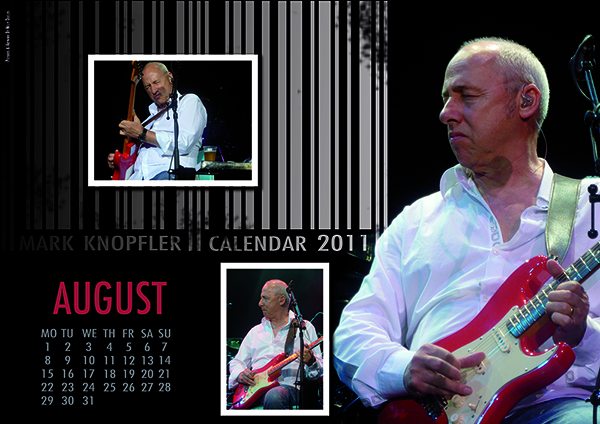 MARK KNOPFLER CALENDAR 2011
AUGUST
MO TU WE TH FR SA SU
1 2 3 4 5 6 7
8 9 10 11 12 13 14
15 16 17 18 19 20 21
22 23 24 25 26 27 28
29 30 31